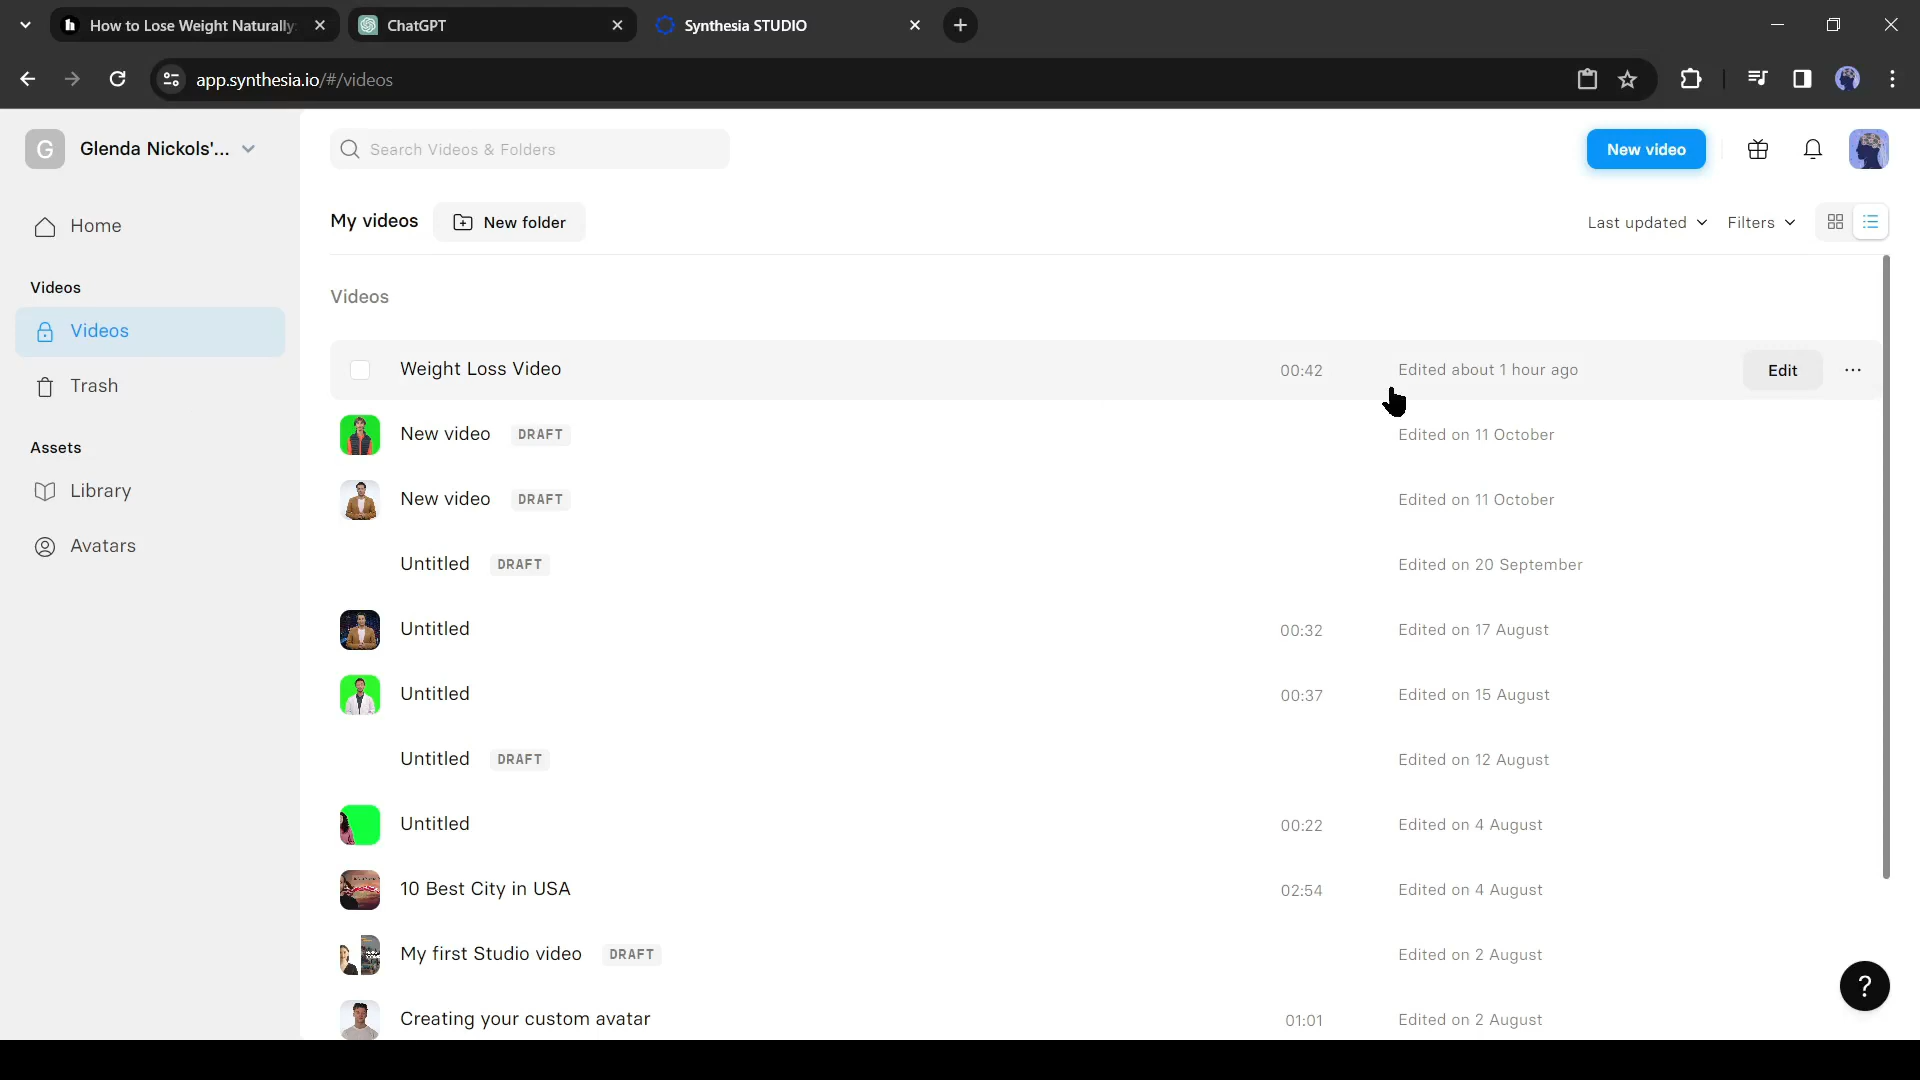 How to Lose Weight Naturally:
ChatGPT
Synthesia STUDIO
app.synthesia.io/#/videos
G
Glenda Nickols'...
Search Videos & Folders
New video
Home
My videos
New folder
Last updated
Filters
Videos
Videos
Videos
Trash
Assets
Library
Avatars
Weight Loss Video
00:42
Edited about 1 hour ago
Edit
New video
DRAFT
Edited on 11 October
New video
DRAFT
Edited on 11 October
Untitled
DRAFT
Edited on 20 September
Untitled
00:32
Edited on 17 August
Untitled
00:37
Edited on 15 August
Untitled
DRAFT
Edited on 12 August
Untitled
00:22
Edited on 4 August
10 Best City in USA
02:54
Edited on 4 August
My first Studio video
DRAFT
Edited on 2 August
Creating your custom avatar
01:01
Edited on 2 August
?